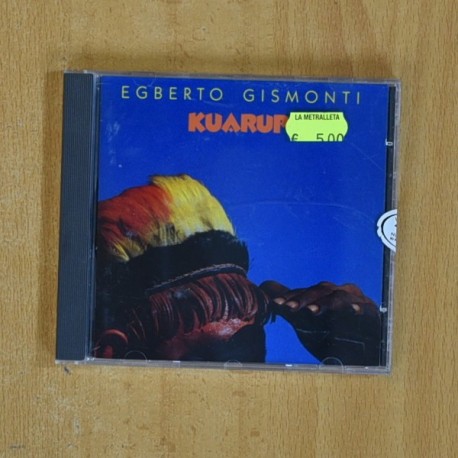 EGBERTO GISMONTI
KUARUP
LA METRALLETA
€ 5,00